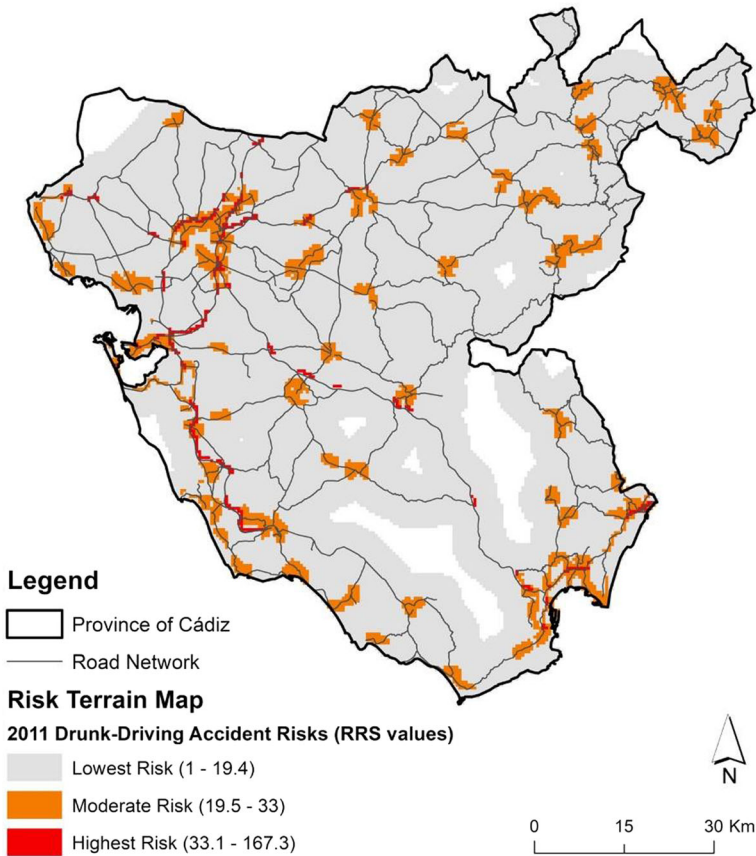 Legend
Province of Cádiz
Road Network
Risk Terrain Map
2011 Drunk-Driving Accident Risks (RRS values)
Lowest Risk (1 - 19.4)
Moderate Risk (19.5 - 33)
Highest Risk (33.1 - 167.3)
N
0 15 30 Km